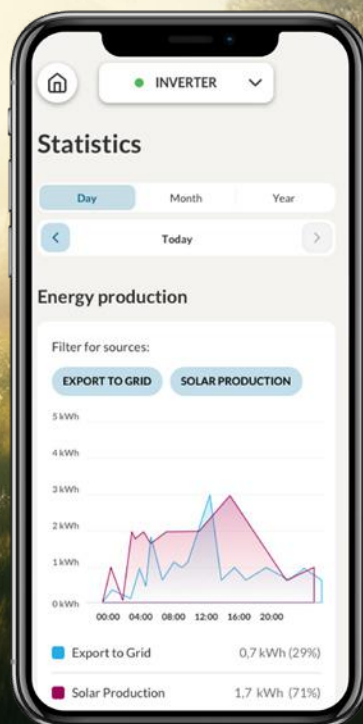 INVERTER
Statistics
Day Month Year
Today
Energy production
Filter for sources:
EXPORT TO GRID SOLAR PRODUCTION
5 kWh
4 kWh
3 kWh
2 kWh
1 kWh
0 kWh
00:00 04:00 08:00 12:00 16:00 20:00
Export to Grid 0,7 kWh (29%)
Solar Production 1,7 kWh (71%)